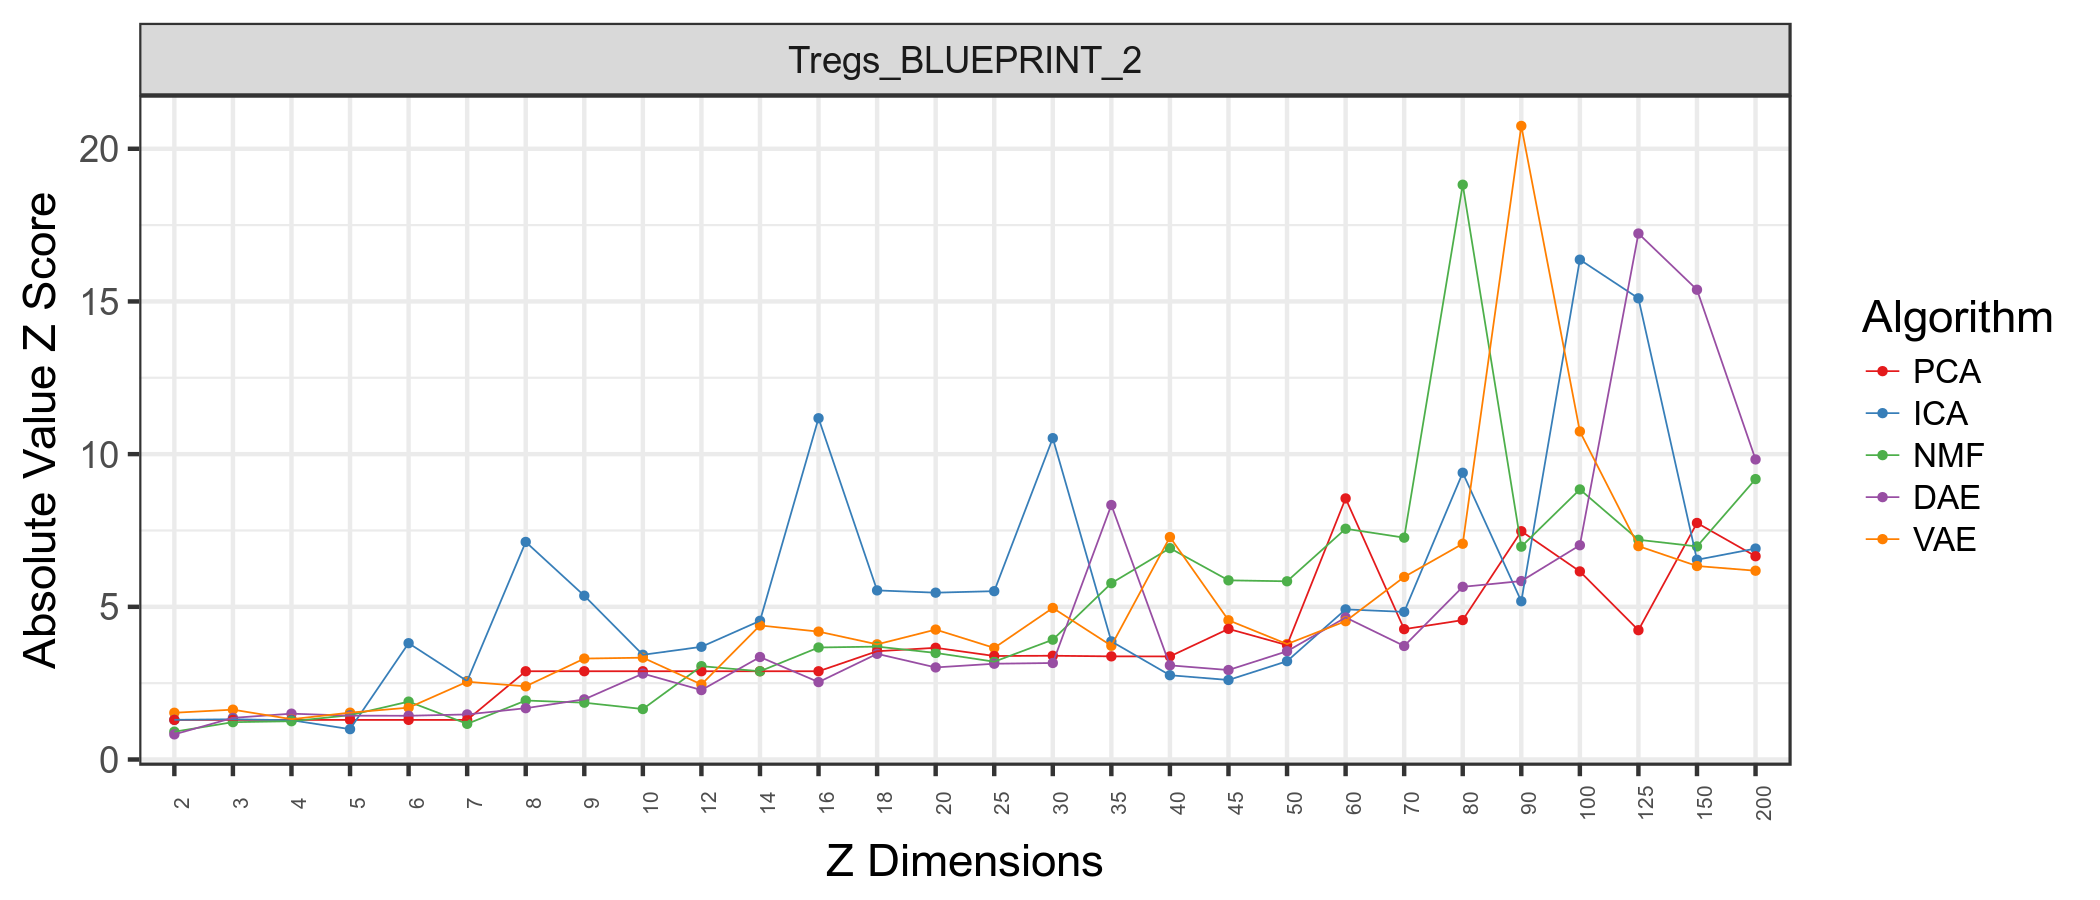 Tregs_BLUEPRINT_2
Absolute Value Z Score
20
15
10
5
0
2 3 4 5 6 7 8 9 10 12 14 16 18 20 25 30 35 40 45 50 60 70 80 90 100 125 150 200
Z Dimensions
Algorithm
PCA
ICA
NMF
DAE
VAE